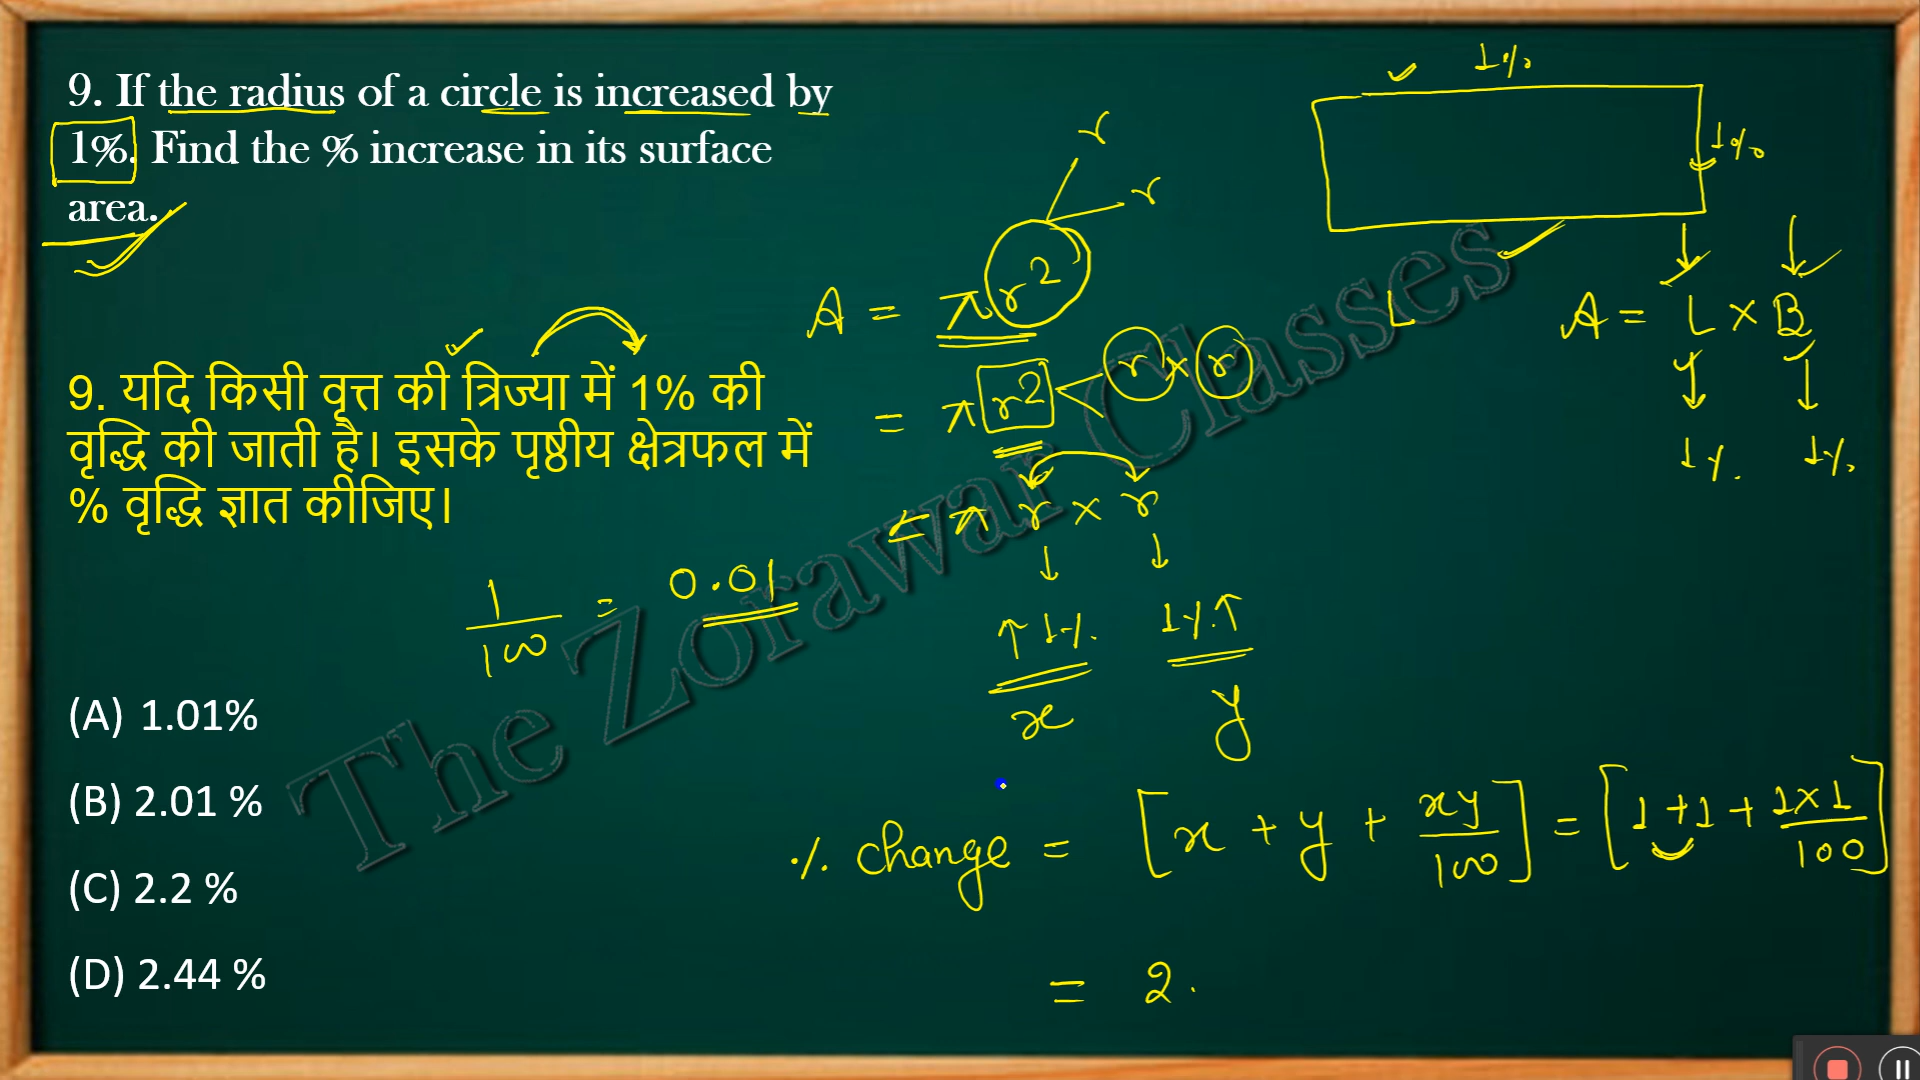 9. If the radius of a circle is increased by
1%. Find the % increase in its surface
area.
9. यदि किसी वृत्त की त्रिज्या में 1% की
वृद्धि की जाती है। इसके पृष्ठीय क्षेत्रफल में
% वृद्धि ज्ञात कीजिए।
1/100 = 0.01
(A) 1.01%
(B) 2.01 %
(C) 2.2 %
(D) 2.44 %
r
r
A = πr²
= πr² r × r
= π r × r
↑ 1%. 1%.↑
x y
% change = [x + y + xy/100] = [1 + 1 + 1×1/100]
= 2.
1%
1%
L
A = L × B
1%. 1%.
The Zorawar Classes